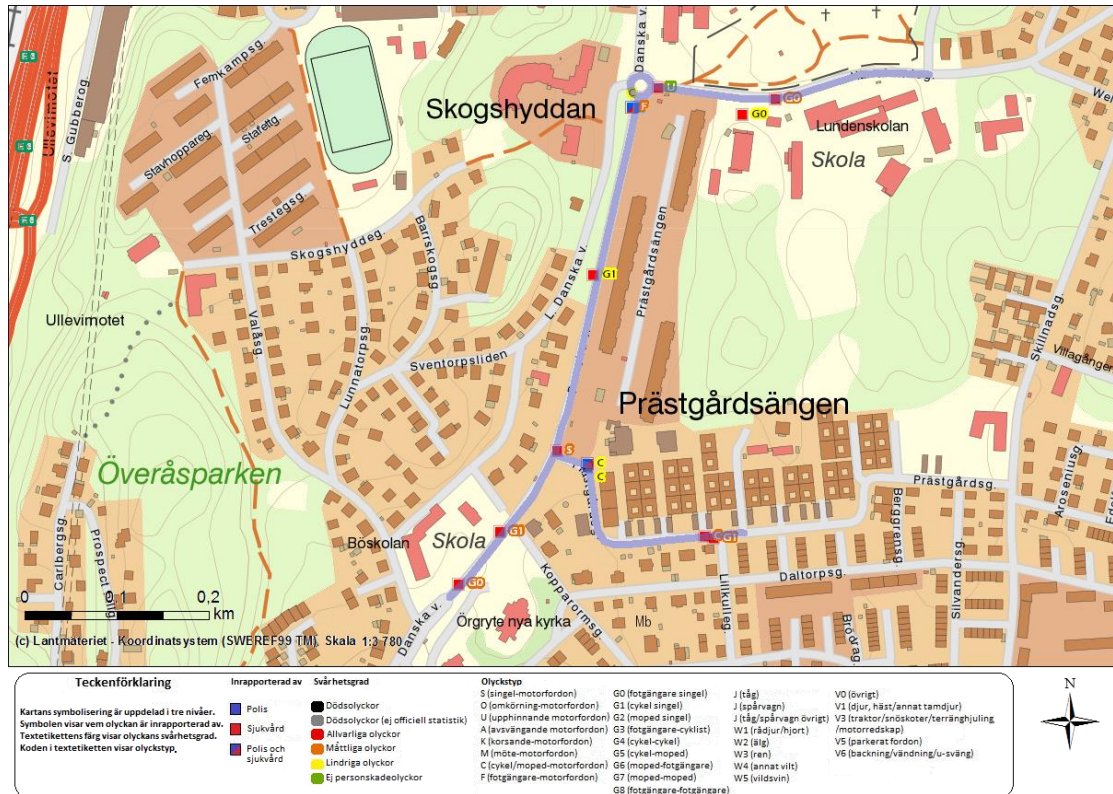 Danska v.
Femkampsg.
S. Gubberog.
Ullevimotet
Skogshyddan
U
F
G0
G0
Lundenskolan
Skola
Stafettg.
Stavhoppareg.
Trestegsg.
Skogshyddeg.
Barrskogsg.
Prästgårdsängen
G1
L. Danska v.
Ullevimotet
Valåsg.
Lunnatorpsg.
Sventorpsliden
Skillnadsg.
Villagången
Prästgårdsängen
Överåsparken
S
C
C
Prästgårdsg.
Aroseniusg.
Berggrensg.
Carlbergsg.
Böskolan
Skola
G1
C
G1
Daltorpsg.
Silvandersg.
G0
Kopparormsg.
0 0,1 0,2
km
Danska v.
Örgryte nya kyrka
Mb
Brödrag.
(c) Lantmäteriet - Koordinatsystem (SWEREF99 TM) Skala 1:3 780
Teckenförklaring
Kartans symbolisering är uppdelad i tre nivåer.
Symbolen visar vem olyckan är inrapporterad av.
Textetikettens färg visar olyckans svårhetsgrad.
Koden i textetiketten visar olyckstyp.
Inrapporterad av
Polis
Sjukvård
Polis och
sjukvård
Svårhetsgrad
Dödsolyckor
Dödsolyckor (ej officiell statistik)
Allvarliga olyckor
Måttliga olyckor
Lindriga olyckor
Ej personskadeolyckor
Olyckstyp
S (singel-motorfordon)
O (omkörning-motorfordon)
U (upphinnande motorfordon)
A (avsvängande motorfordon)
K (korsande-motorfordon)
M (möte-motorfordon)
C (cykel/moped-motorfordon)
F (fotgängare-motorfordon)
G0 (fotgängare singel)
G1 (cykel singel)
G2 (moped singel)
G3 (fotgängare-cyklist)
G4 (cykel-cykel)
G5 (cykel-moped)
G6 (moped-fotgängare)
G7 (moped-moped)
G8 (fotgängare-fotgängare)
J (tåg)
J (spårvagn)
J (tåg/spårvagn övrigt)
W1 (rådjur/hjort)
W2 (älg)
W3 (ren)
W4 (annat vilt)
W5 (vildsvin)
V0 (övrigt)
V1 (djur, häst/annat tamdjur)
V3 (traktor/snöskoter/terränghjuling
/motorredskap)
V5 (parkerat fordon)
V6 (backning/vändning/u-sväng)
N